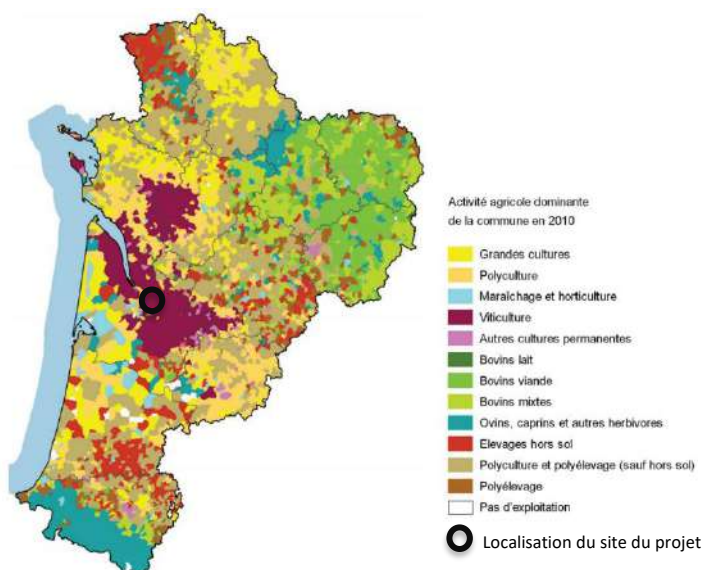 Activité agricole dominante
de la commune en 2010
Grandes cultures
Polyculture
Maraîchage et horticulture
Viticulture
Autres cultures permanentes
Bovins lait
Bovins viande
Bovins mixtes
Ovins, caprins et autres herbivores
Elevages hors sol
Polyculture et polyélevage (sauf hors sol)
Polyélevage
Pas d'exploitation
Localisation du site du projet